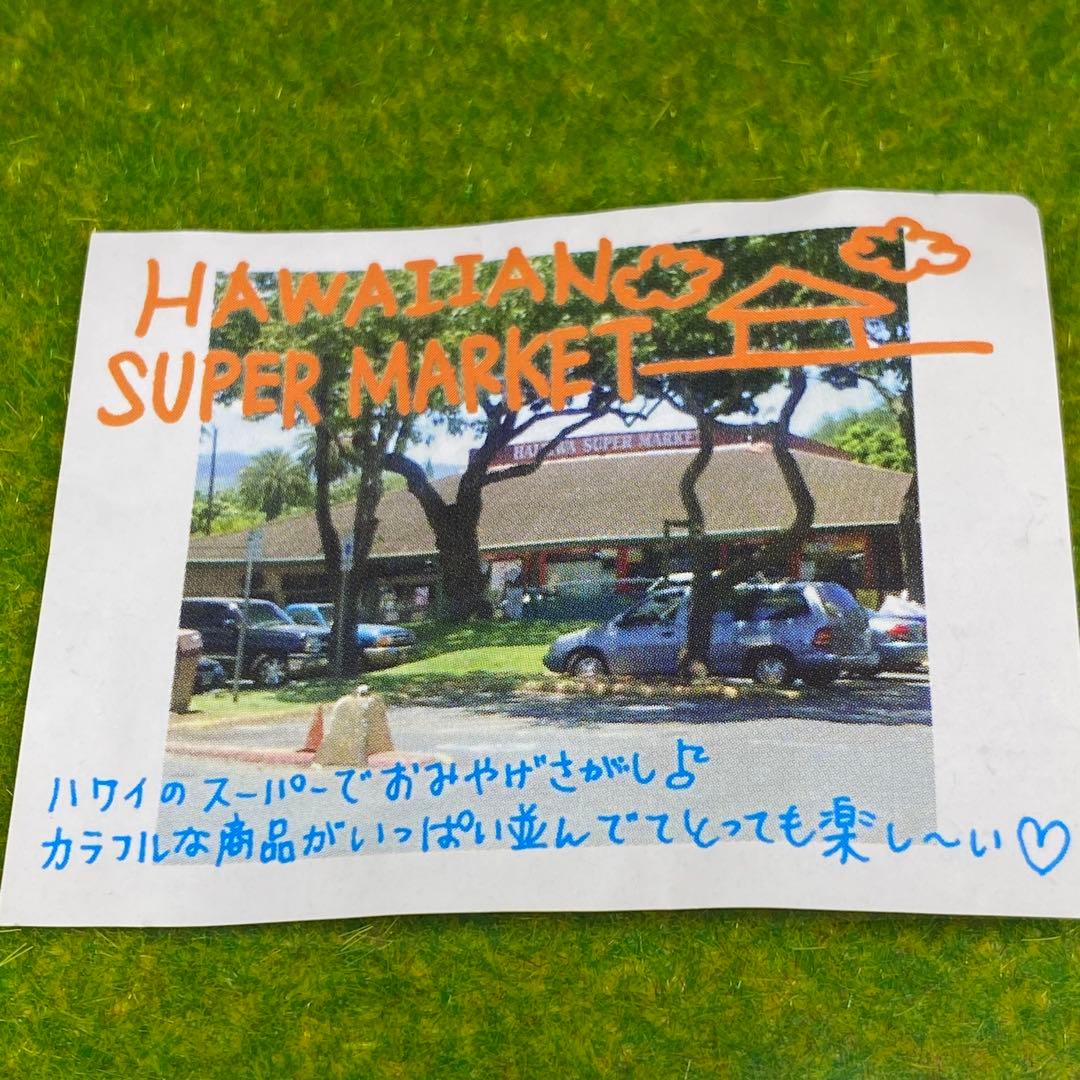 HAWAIIAN
SUPER MARKET
SUPER MARKET
ハワイのスーパーでおみやげさがし♪
カラフルな商品がいっぱい並んでてとっても楽し〜い♡